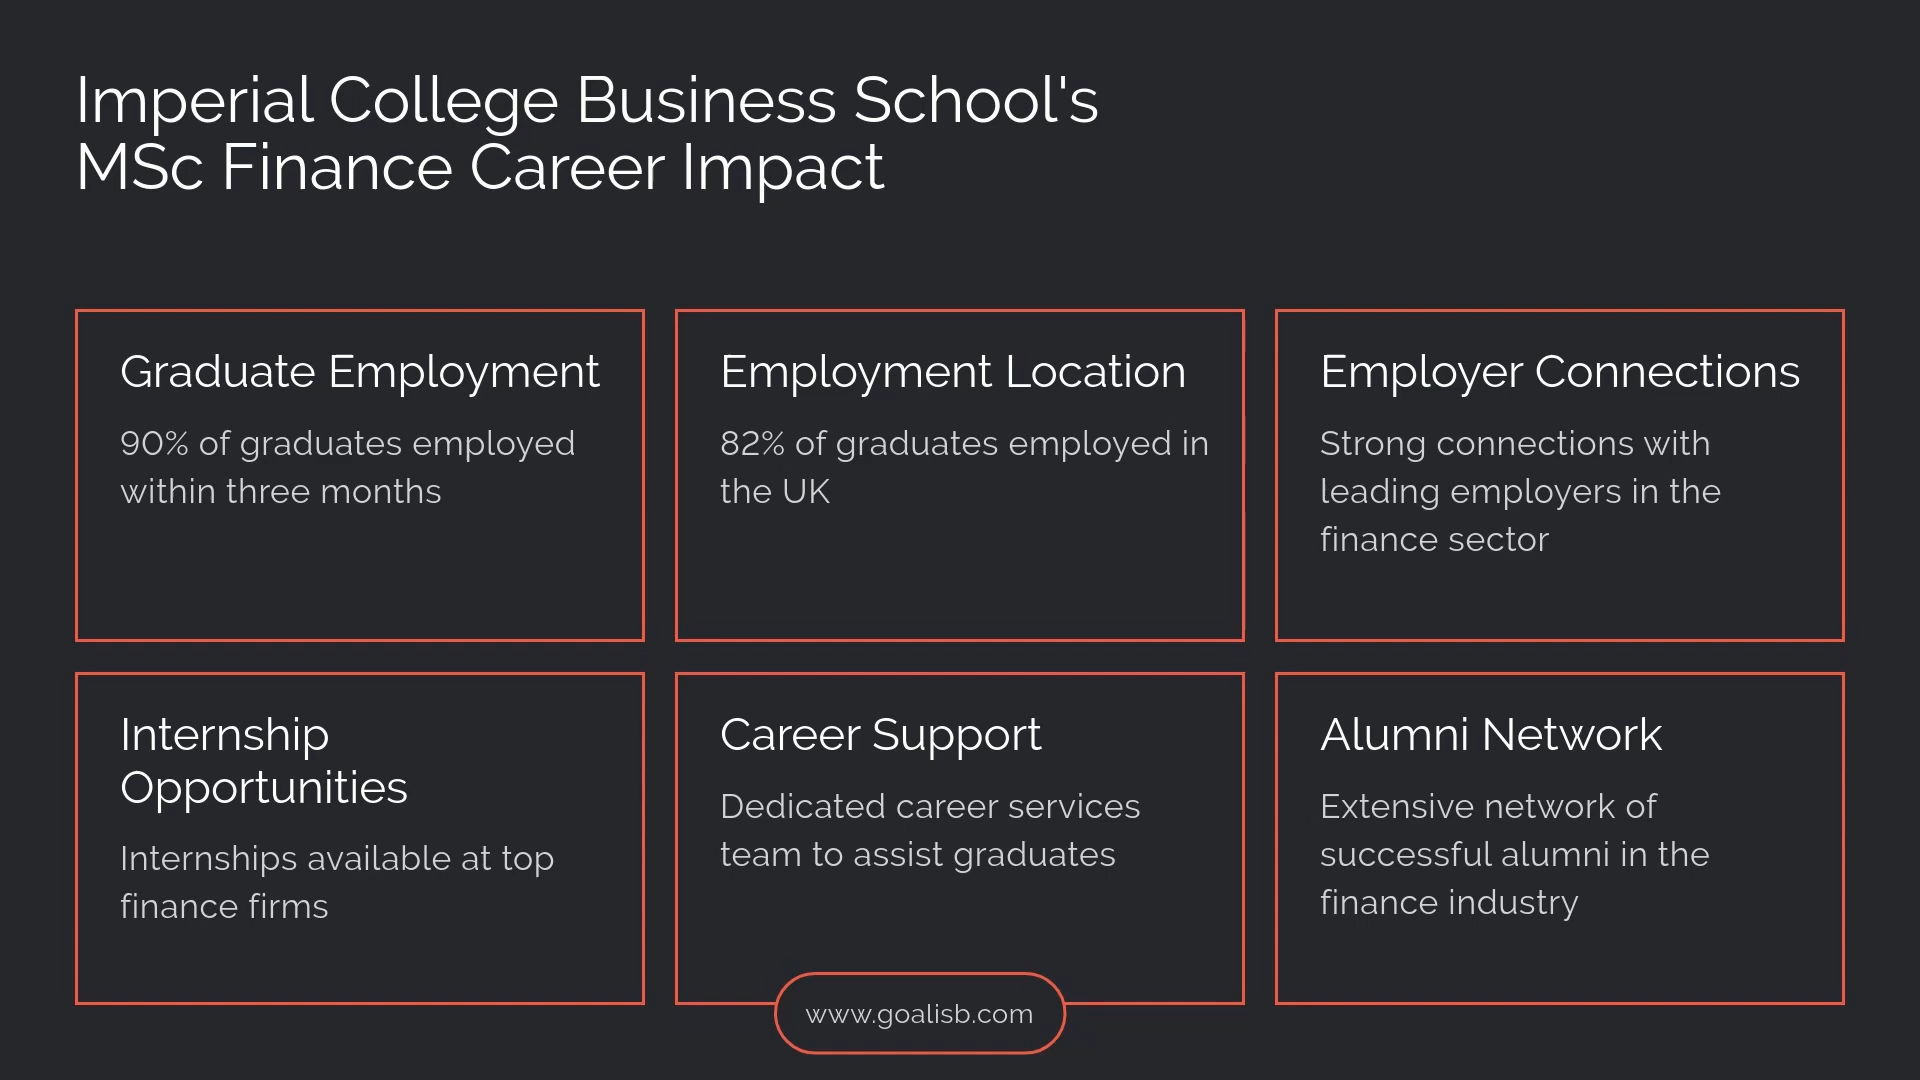 Imperial College Business School's
MSc Finance Career Impact
Graduate Employment
90% of graduates employed
within three months
Employment Location
82% of graduates employed in
the UK
Employer Connections
Strong connections with
leading employers in the
finance sector
Internship
Opportunities
Internships available at top
finance firms
Career Support
Dedicated career services
team to assist graduates
Alumni Network
Extensive network of
successful alumni in the
finance industry
www.goalisb.com